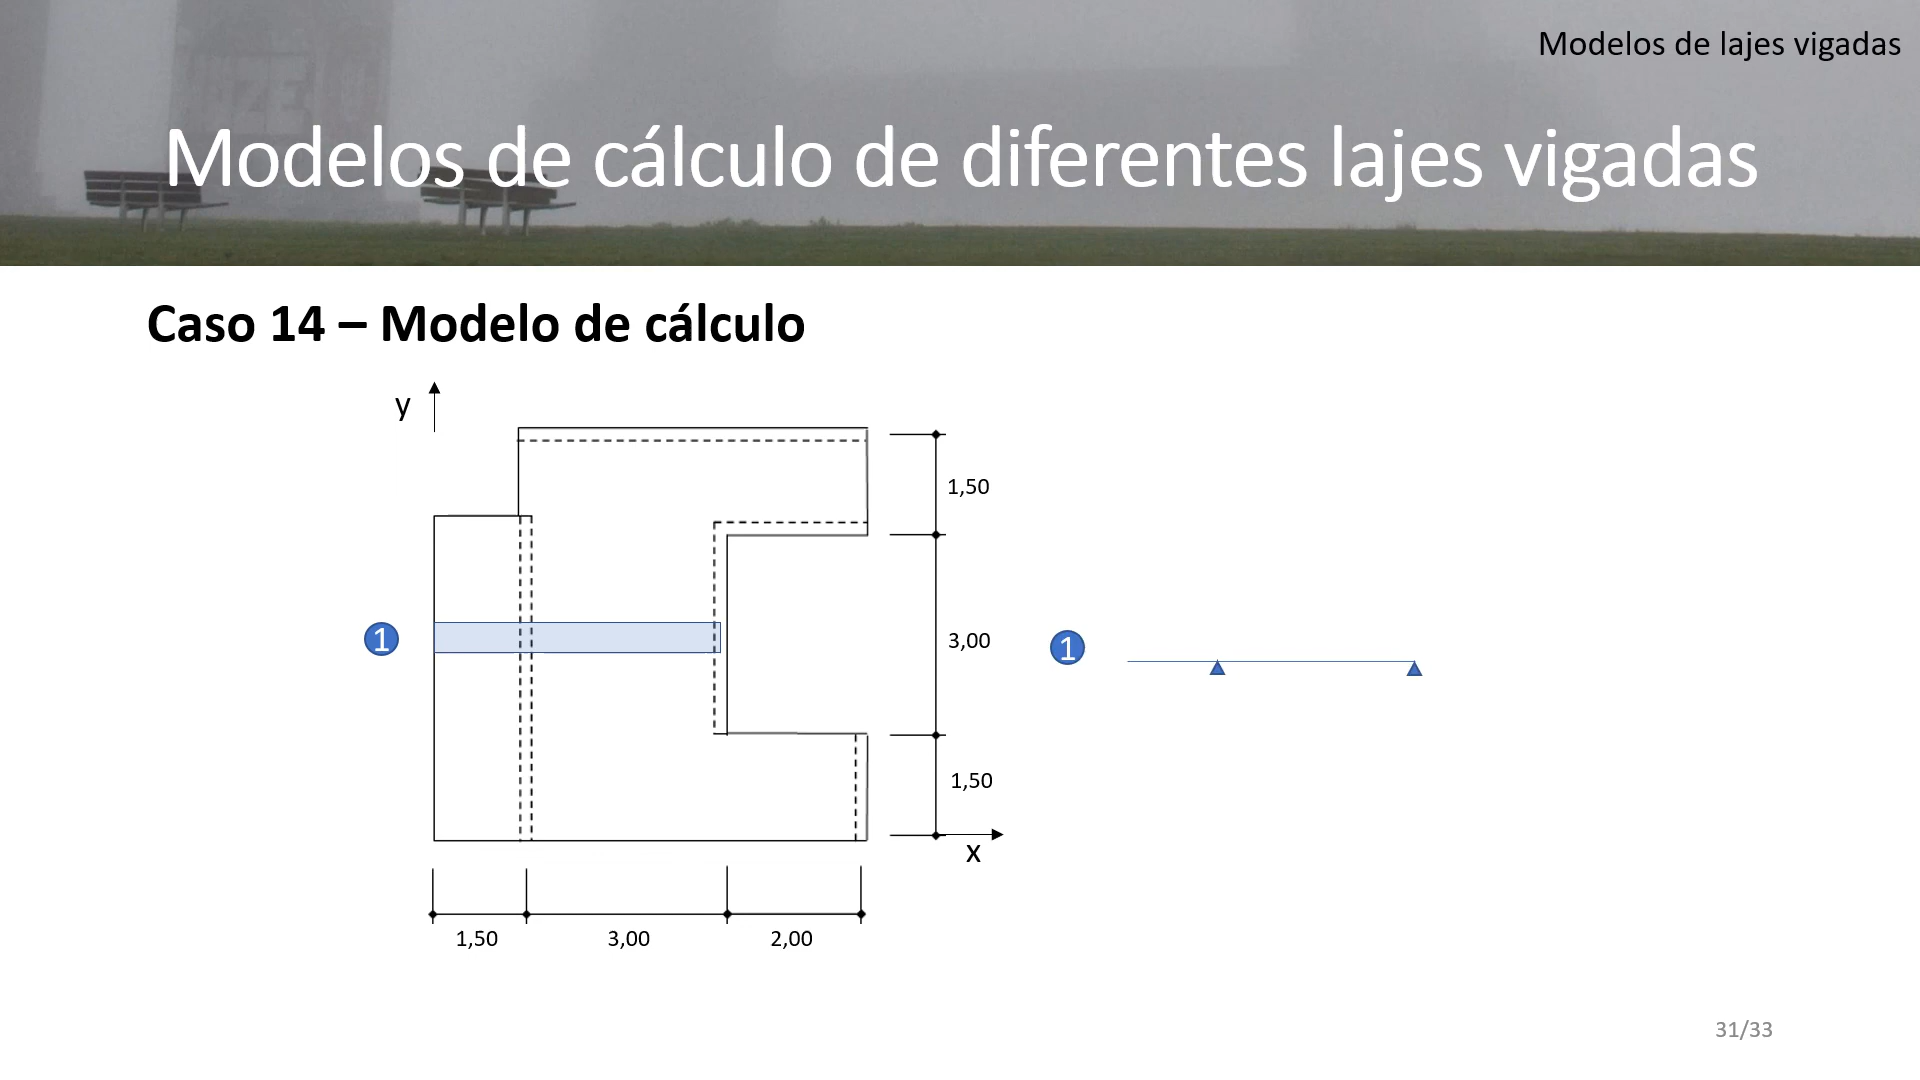 Modelos de lajes vigadas
Modelos de cálculo de diferentes lajes vigadas
Caso 14 – Modelo de cálculo
y
1,50
1
3,00
1
1,50
x
1,50
3,00
2,00
31/33